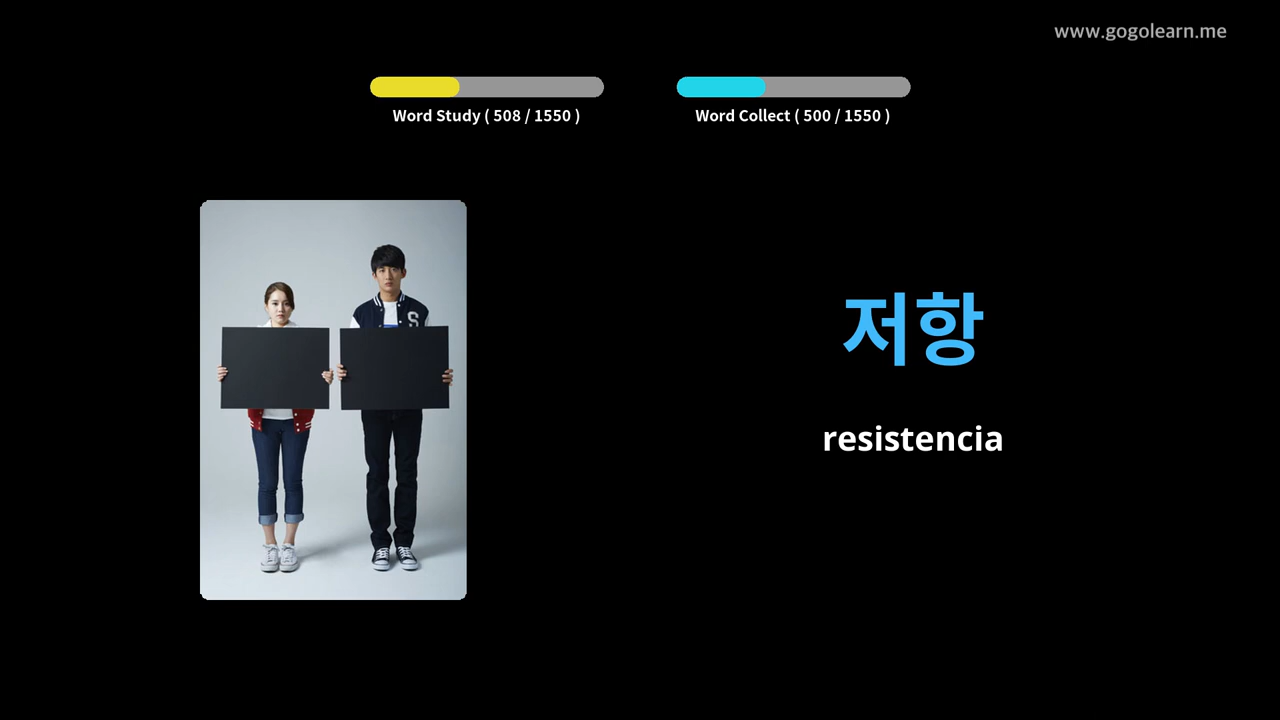 www.gogolearn.me
Word Study ( 508 / 1550 )
Word Collect ( 500 / 1550 )
S
저항
resistencia